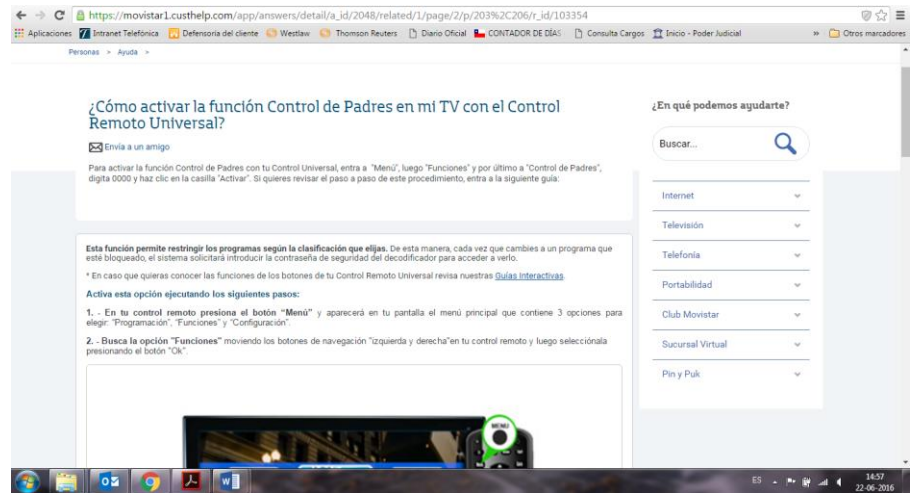 https://movistar1.custhelp.com/app/answers/detail/a_id/2048/related/1/page/2/p/203%2C206/r_id/103354
Aplicaciones Intranet Telefónica Defensoria del cliente Westlaw Thomson Reuters Diario Oficial CONTADOR DE DÍAS Consulta Cargos Inicio - Poder Judicial » Otros marcadores
Personas > Ayuda >
¿Cómo activar la función Control de Padres en mi TV con el Control
Remoto Universal?
Envía a un amigo
Para activar la función Control de Padres con tu Control Universal, entra a "Menú", luego "Funciones" y por último a "Control de Padres",
digita 0000 y haz clic en la casilla "Activar". Si quieres revisar el paso a paso de este procedimiento, entra a la siguiente guía:
Esta función permite restringir los programas según la clasificación que elijas. De esta manera, cada vez que cambies a un programa que
esté bloqueado, el sistema solicitará introducir la contraseña de seguridad del decodificador para acceder a verlo.
* En caso que quieras conocer las funciones de los botones de tu Control Remoto Universal revisa nuestras Guías Interactivas.
Activa esta opción ejecutando los siguientes pasos:
1. - En tu control remoto presiona el botón "Menú" y aparecerá en tu pantalla el menú principal que contiene 3 opciones para
elegir: "Programación", "Funciones" y "Configuración".
2. - Busca la opción "Funciones" moviendo los botones de navegación "izquierda y derecha"en tu control remoto y luego selecciónala
presionando el botón "Ok".
MENU
¿En qué podemos ayudarte?
Buscar...
Internet
Televisión
Telefonía
Portabilidad
Club Movistar
Sucursal Virtual
Pin y Puk
ES
14:57
22-06-2016